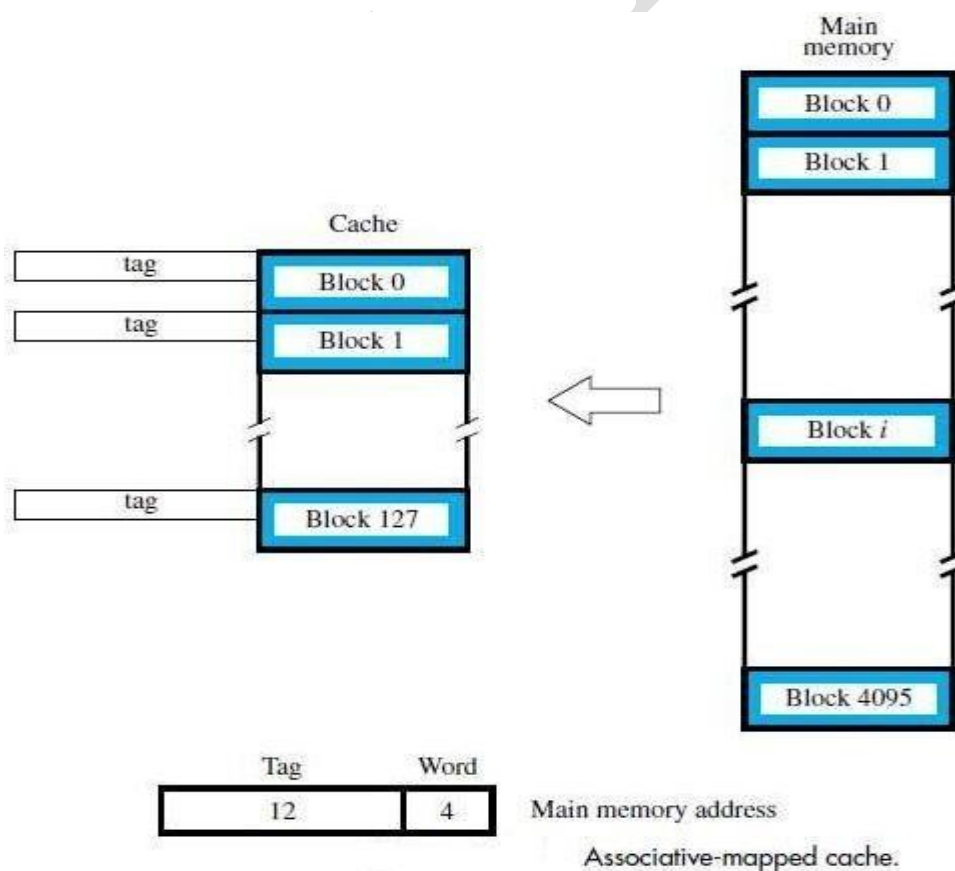 Main
memory
Block 0
Block 1
Cache
tag
Block 0
tag
Block 1
Block i
tag
Block 127
Block 4095
Tag Word
12 4 Main memory address
Associative-mapped cache.